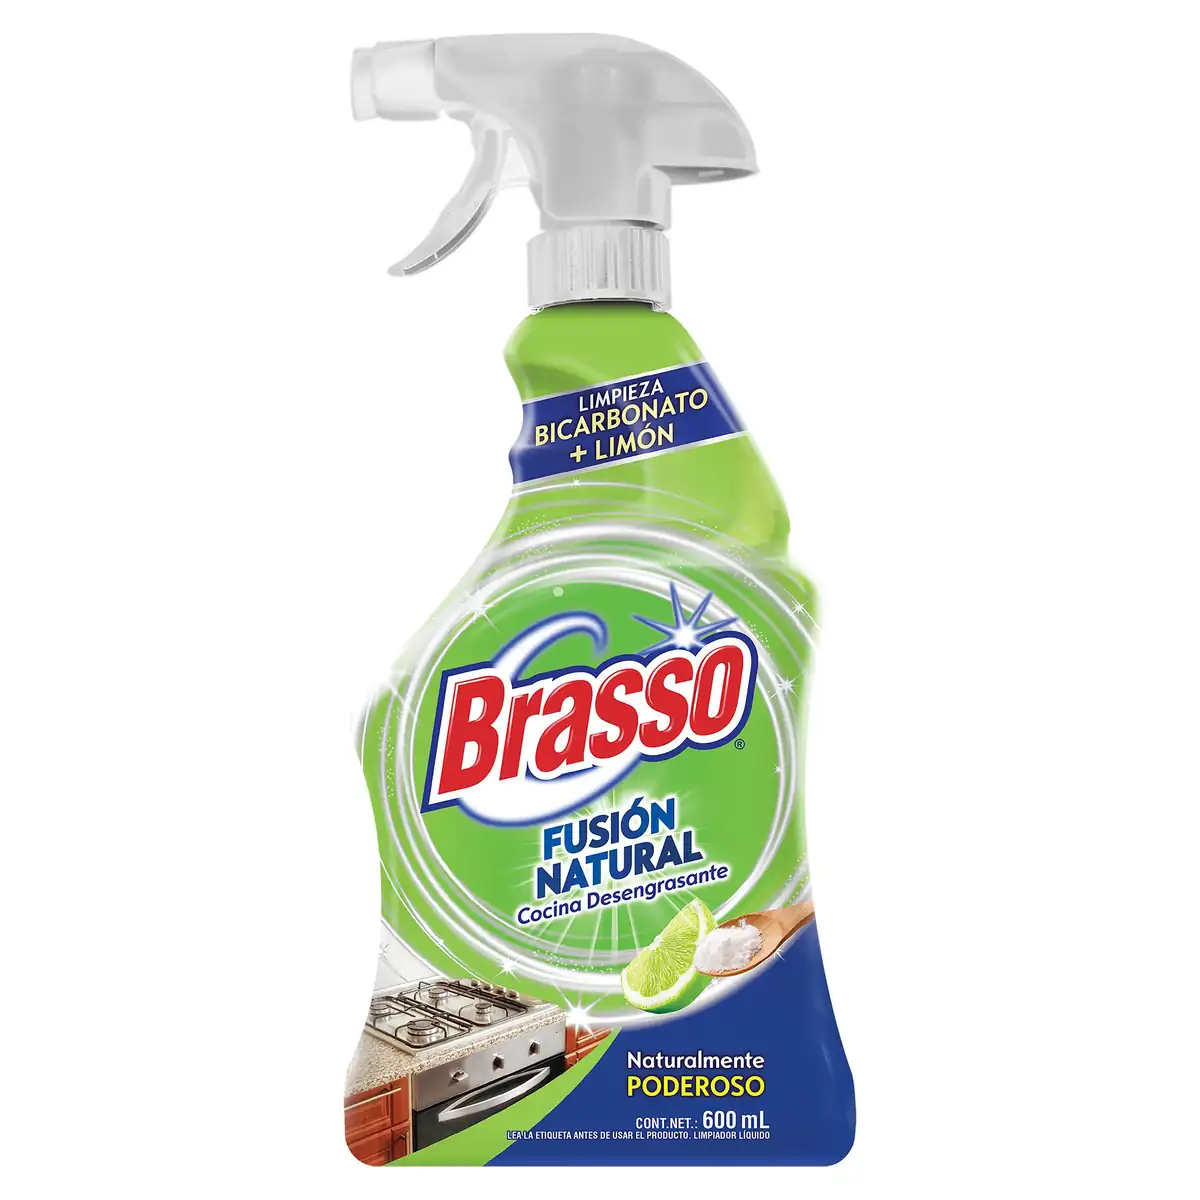 LIMPIEZA
BICARBONATO
+ LIMÓN
Brasso
®
FUSIÓN
NATURAL
Cocina Desengrasante
Naturalmente
PODEROSO
CONT.NET.: 600 mL
LEA LA ETIQUETA ANTES DE USAR EL PRODUCTO. LIMPIADOR LÍQUIDO